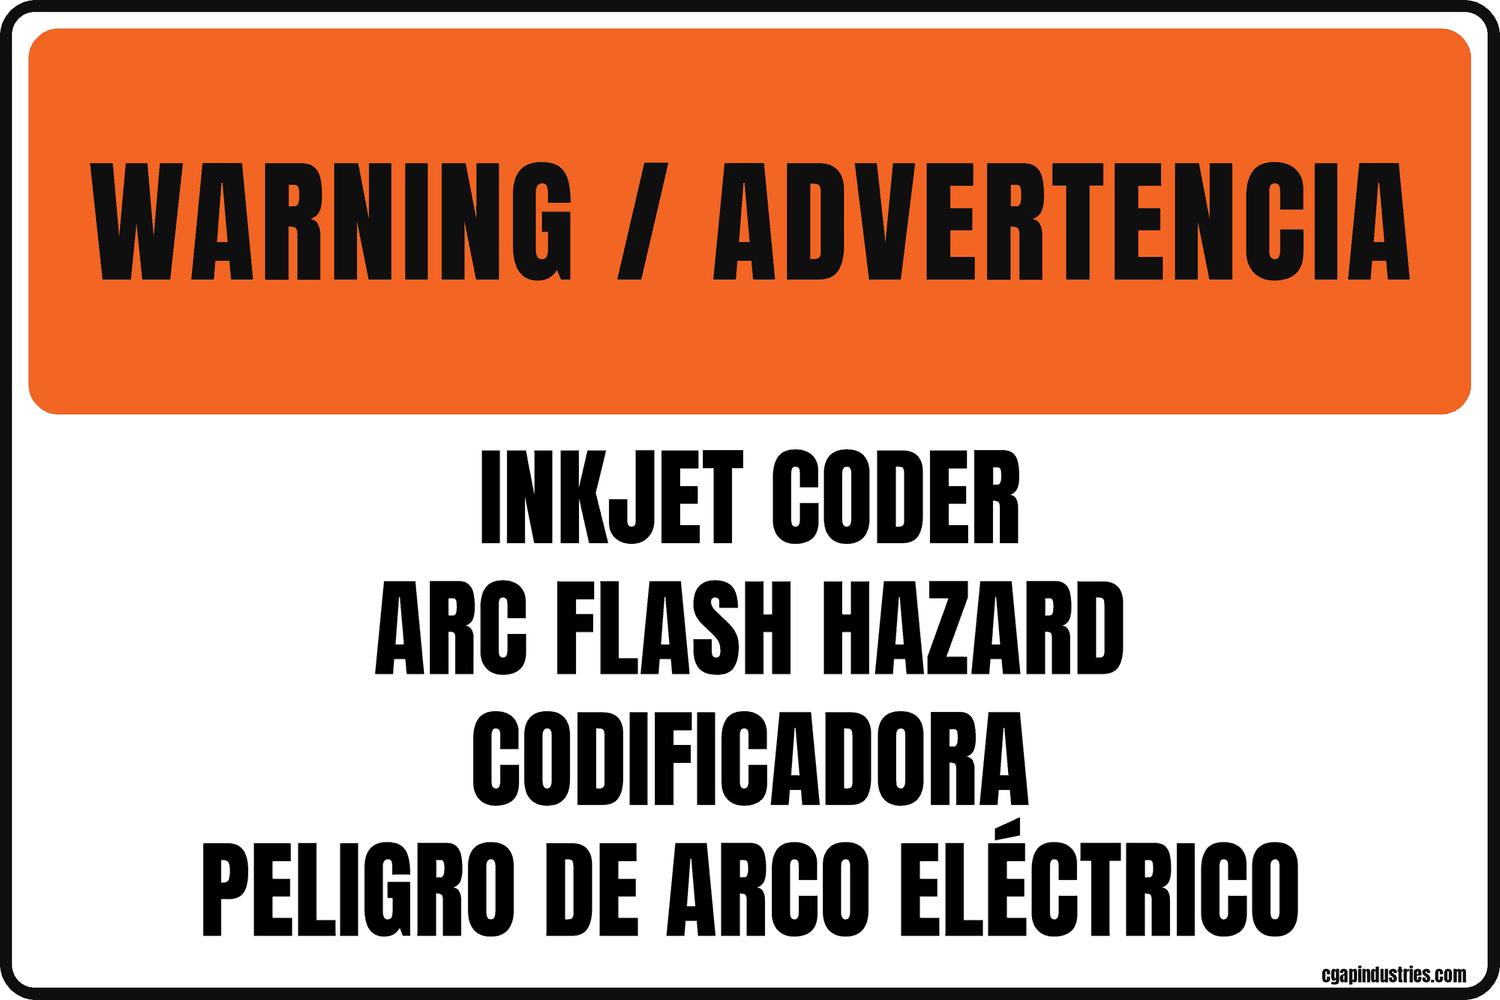 WARNING / ADVERTENCIA
INKJET CODER
ARC FLASH HAZARD
CODIFICADORA
PELIGRO DE ARCO ELÉCTRICO
cgapindustries.com